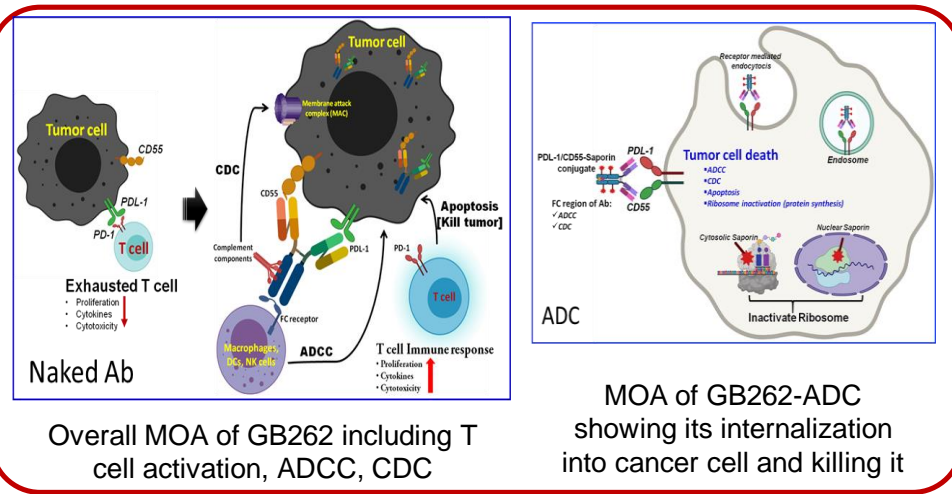 Tumor cell
CD55
PDL-1
PD-1
T cell
Exhausted T cell
• Proliferation
• Cytokines
• Cytotoxicity
Naked Ab
Tumor cell
Membrane attack
complex (MAC)
CDC
CD55
Complement
components
PDL-1
FC receptor
Macrophages,
DCs, NK cells
ADCC
Apoptosis
[Kill tumor]
PD-1
T cell
T cell Immune response
• Proliferation
• Cytokines
• Cytotoxicity
Overall MOA of GB262 including T
cell activation, ADCC, CDC
Receptor mediated
endocytocis
Endosome
PDL-1/CD55-Saporin
conjugate
PDL-1
CD55
FC region of Ab:
✓ADCC
✓CDC
Tumor cell death
▪ADCC
▪CDC
▪Apoptosis
▪Ribosome inactivation (protein synthesis)
Cytosolic Saporin
Nuclear Saporin
Inactivate Ribosome
ADC
MOA of GB262-ADC
showing its internalization
into cancer cell and killing it